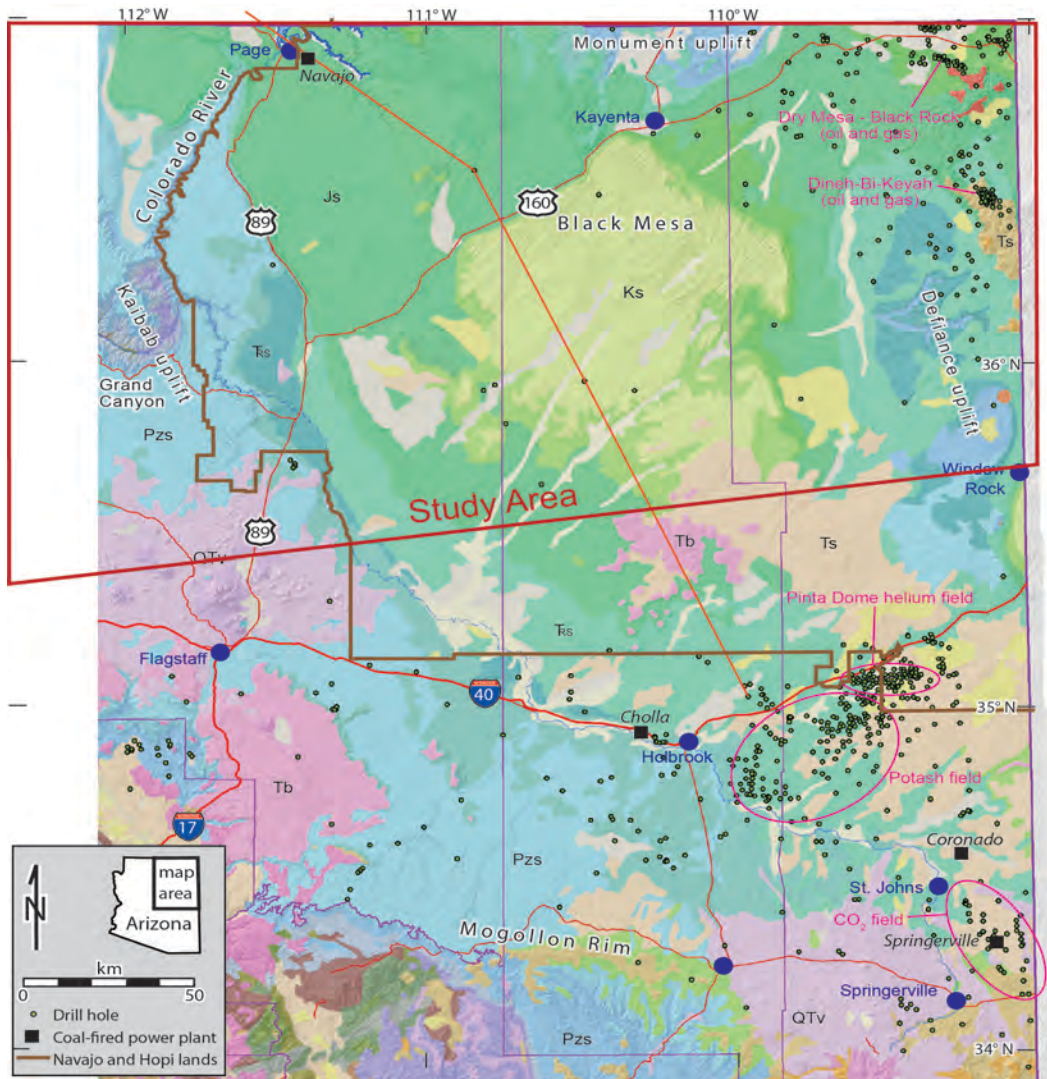 112°W
111°W
110°W
Page
Navajo
Monument uplift
Colorado River
Kayenta
Dry Mesa - Black Rock
(oil and gas)
Js
160
Dineh-Bi-Keyah
(oil and gas)
89
Black Mesa
Ts
Ks
Kaibab uplift
Defiance uplift
TRS
36° N
Grand
Canyon
Pzs
Window
Rock
Study Area
89
QTv
Tb
Ts
Pinta Dome helium field
TRS
Flagstaff
40
35° N
Cholla
Holbrook
Potash field
Tb
17
Coronado
Pzs
map
area
Arizona
St. Johns
CO₂ field
Mogollon Rim
Springerville
N
km
0
50
Springerville
Drill hole
QTv
Coal-fired power plant
Pzs
Navajo and Hopi lands
34° N